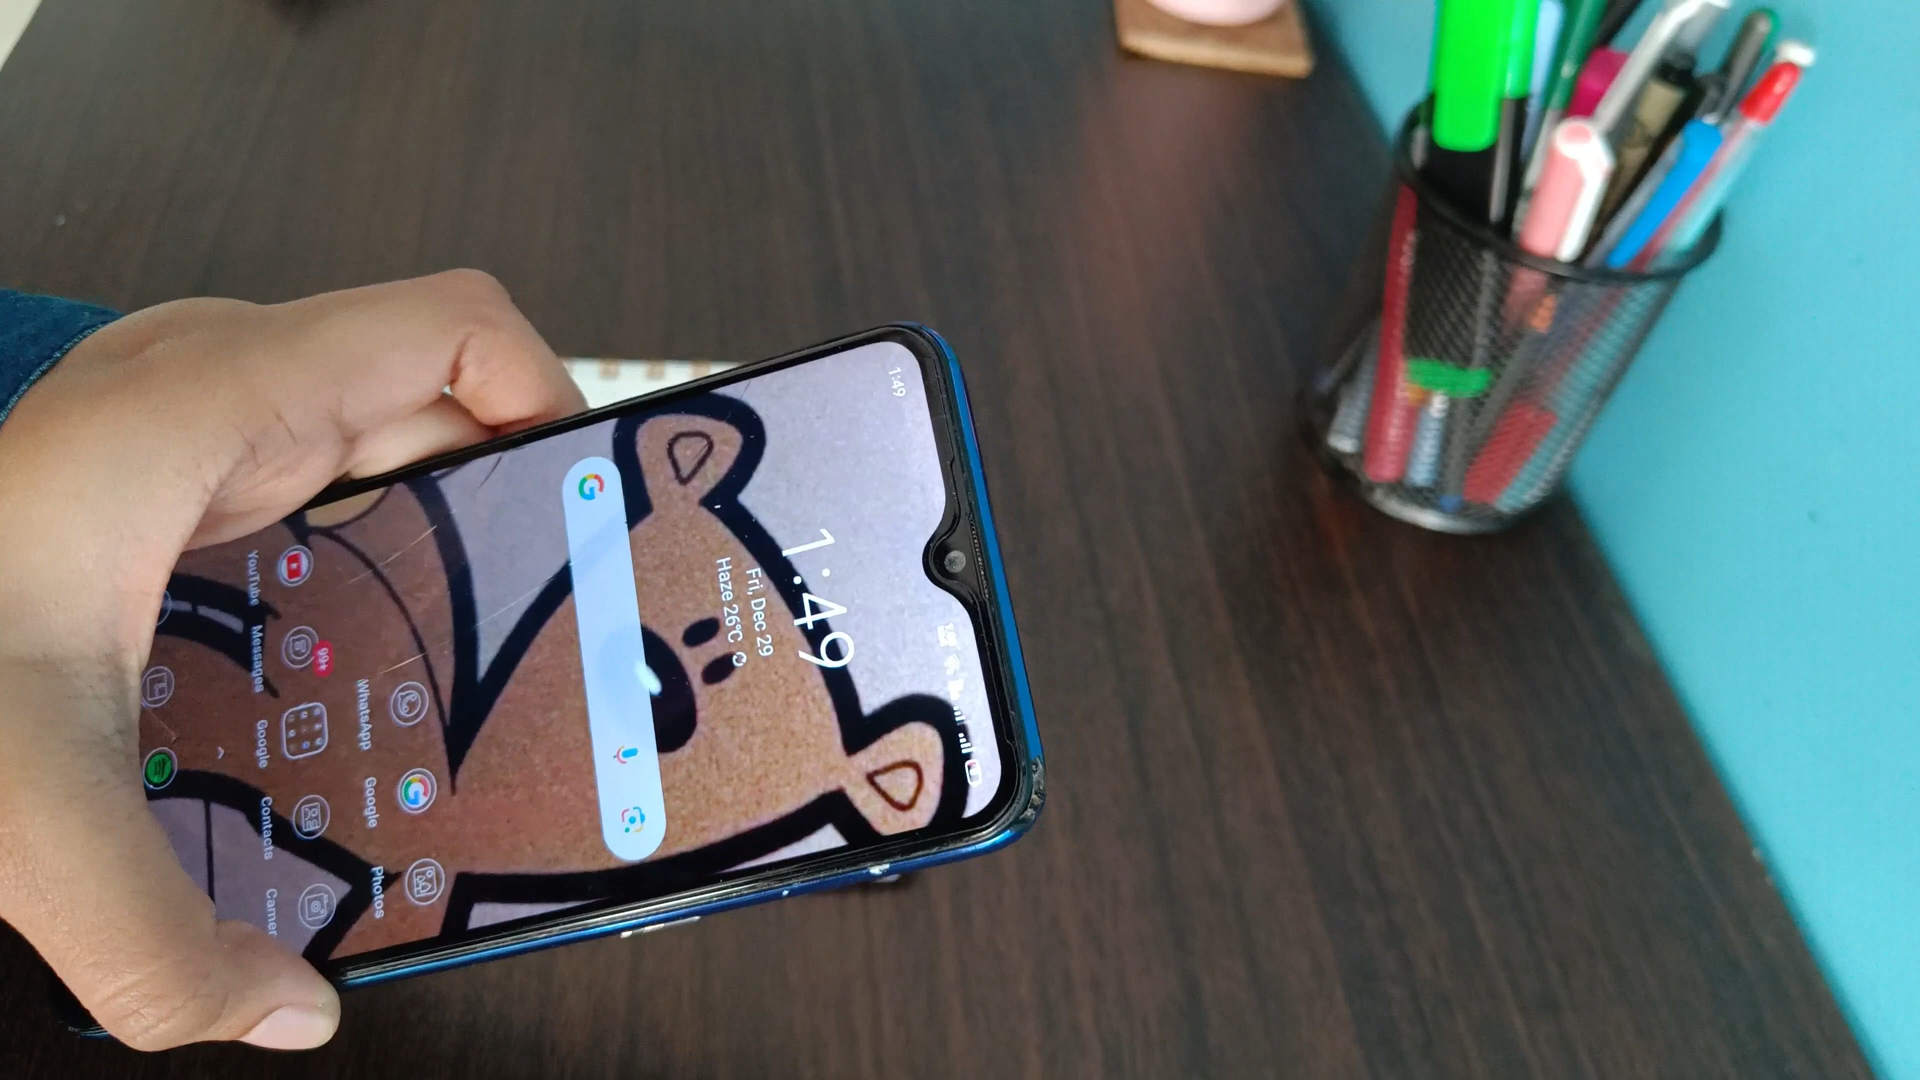 1:49
1:49
Fri, Dec 29
Haze 26°C
G
WhatsApp
Google
Photos
99+
YouTube
Messages
Google
Contacts